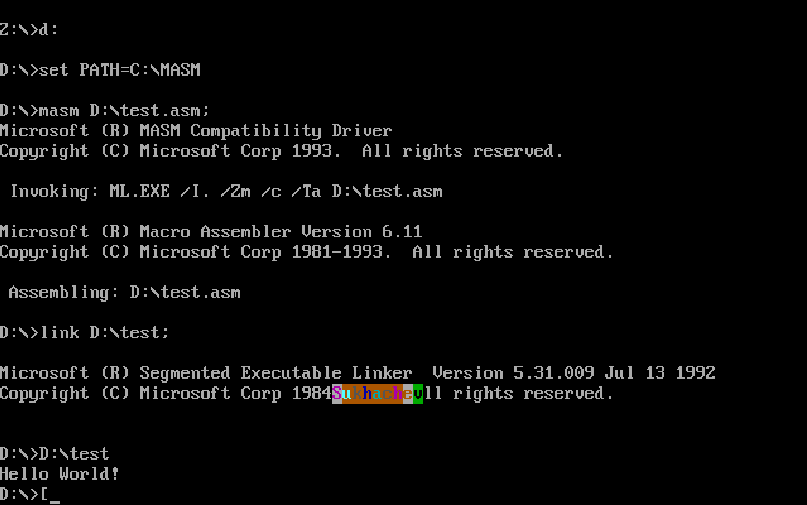 Z:\>d:
D:\>set PATH=C:\MASM
D:\>masm D:\test.asm;
Microsoft (R) MASM Compatibility Driver
Copyright (C) Microsoft Corp 1993.  All rights reserved.
 Invoking: ML.EXE /I. /Zm /c /Ta D:\test.asm
Microsoft (R) Macro Assembler Version 6.11
Copyright (C) Microsoft Corp 1981-1993.  All rights reserved.
 Assembling: D:\test.asm
D:\>link D:\test;
Microsoft (R) Segmented Executable Linker  Version 5.31.009 Jul 13 1992
Copyright (C) Microsoft Corp 1984Sukhachevll rights reserved.
D:\>D:\test
Hello World!
D:\>[_